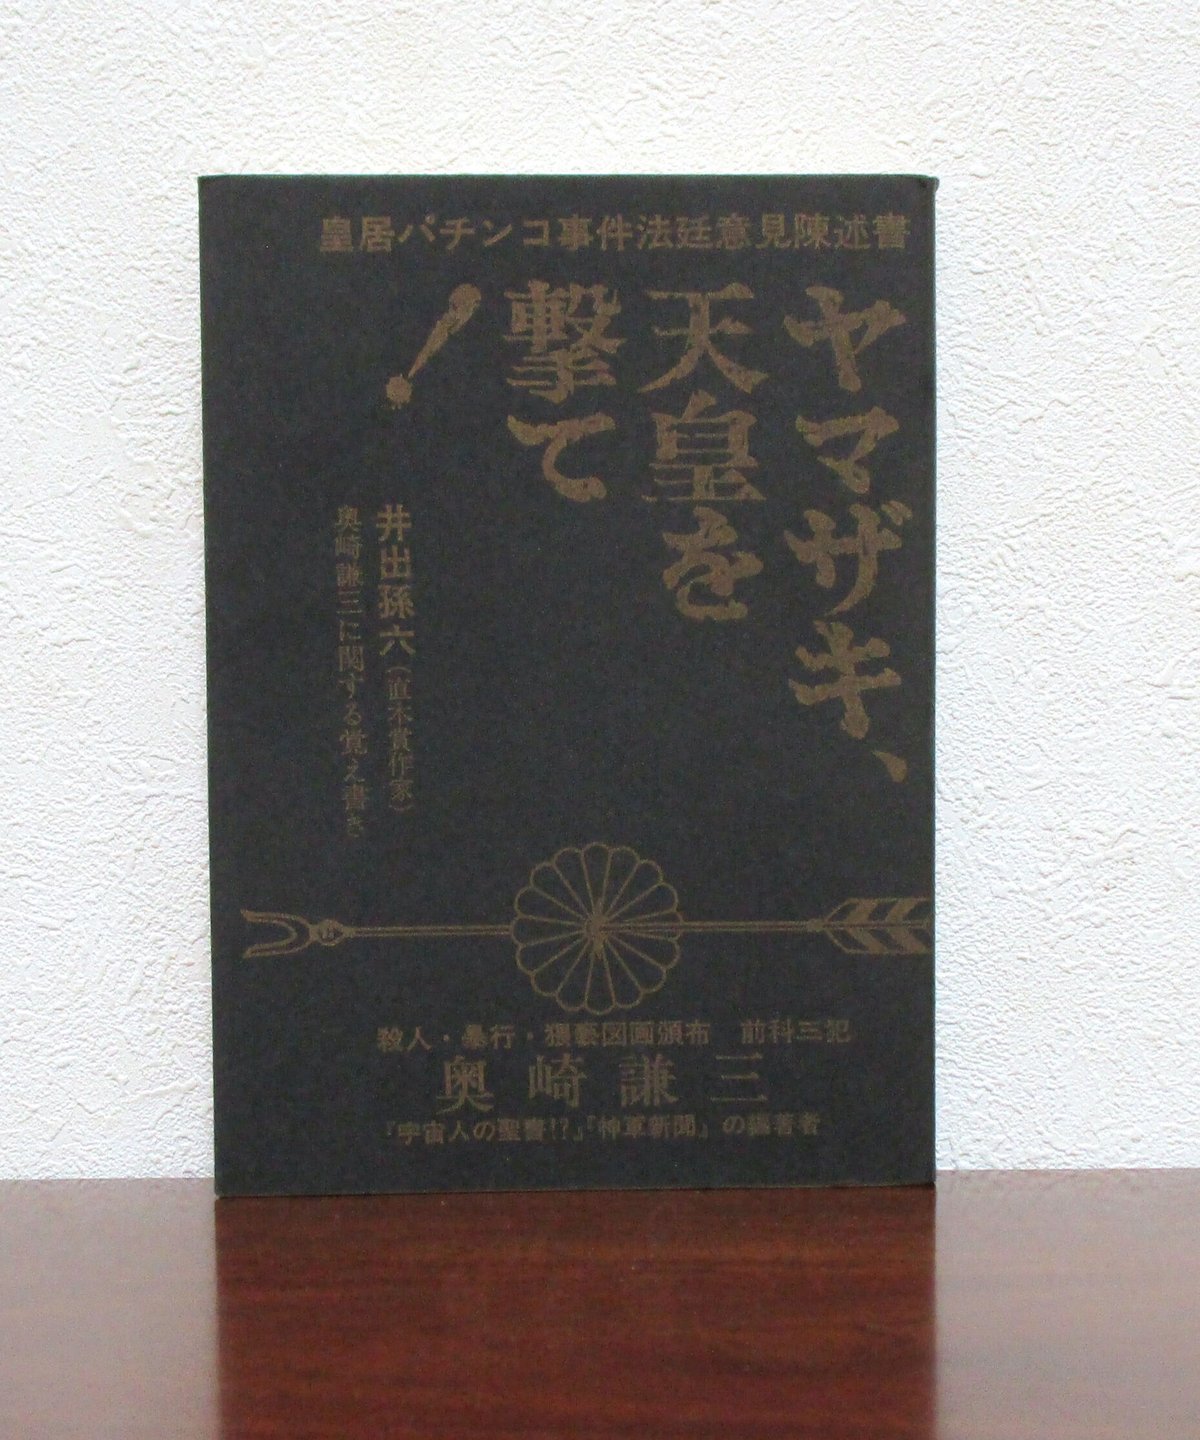 皇居パチンコ事件法廷意見陳述書
ヤマザキ、
天皇を
撃て
！
井出孫六（直木賞作家）
奥崎謙三に関する覚え書き
殺人・暴行・猥褻図画頒布　前科三犯
奥崎謙三
『宇宙人の聖書!?』『神軍新聞』の編著者